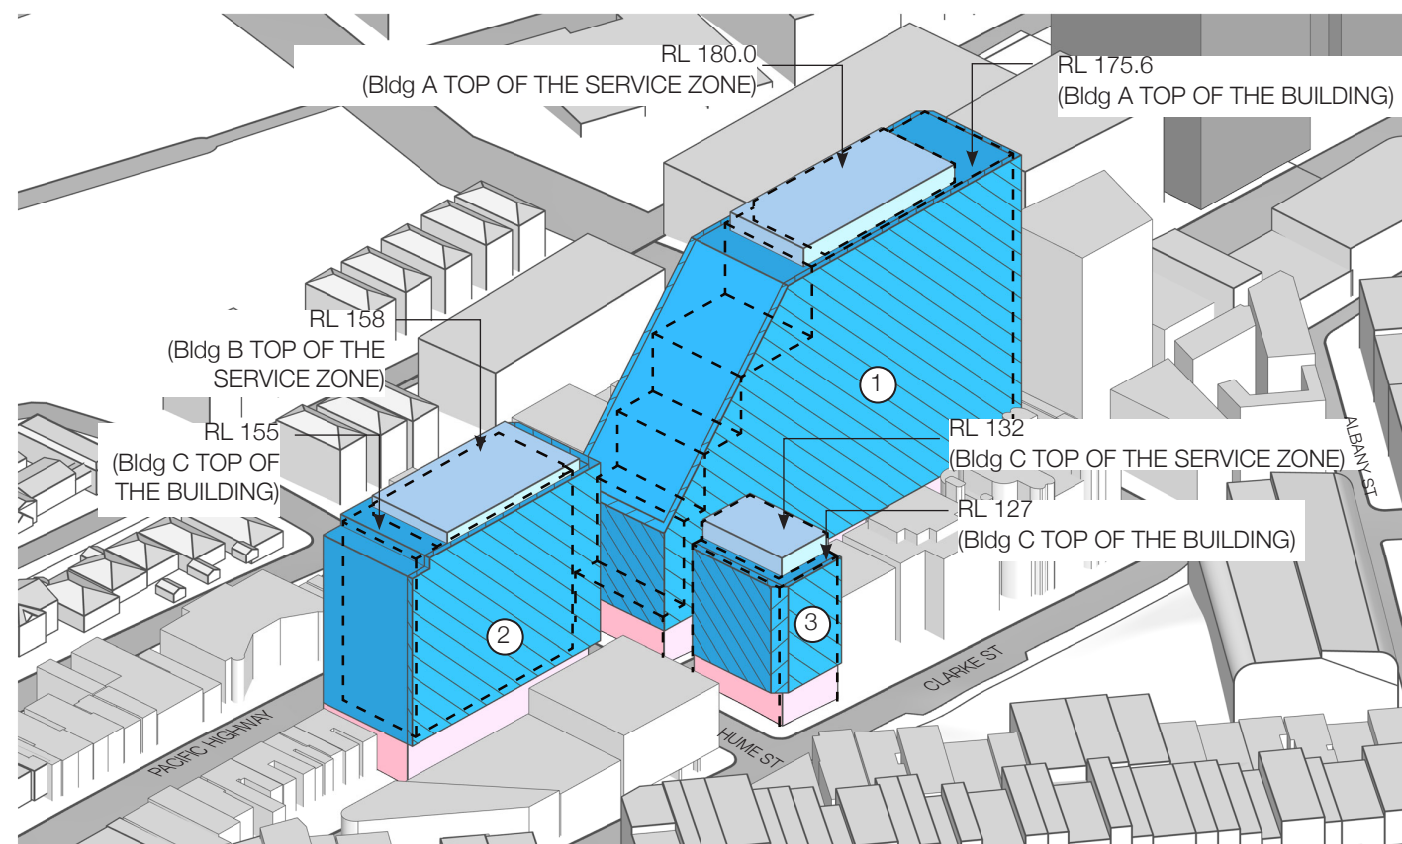 RL 180.0
(Bldg A TOP OF THE SERVICE ZONE)
RL 175.6
(Bldg A TOP OF THE BUILDING)
RL 158
(Bldg B TOP OF THE
SERVICE ZONE)
RL 155
(Bldg C TOP OF
THE BUILDING)
1
RL 132
(Bldg C TOP OF THE SERVICE ZONE)
RL 127
(Bldg C TOP OF THE BUILDING)
2
3
ALBANY ST
CLARKE ST
PACIFIC HIGHWAY
HUME ST